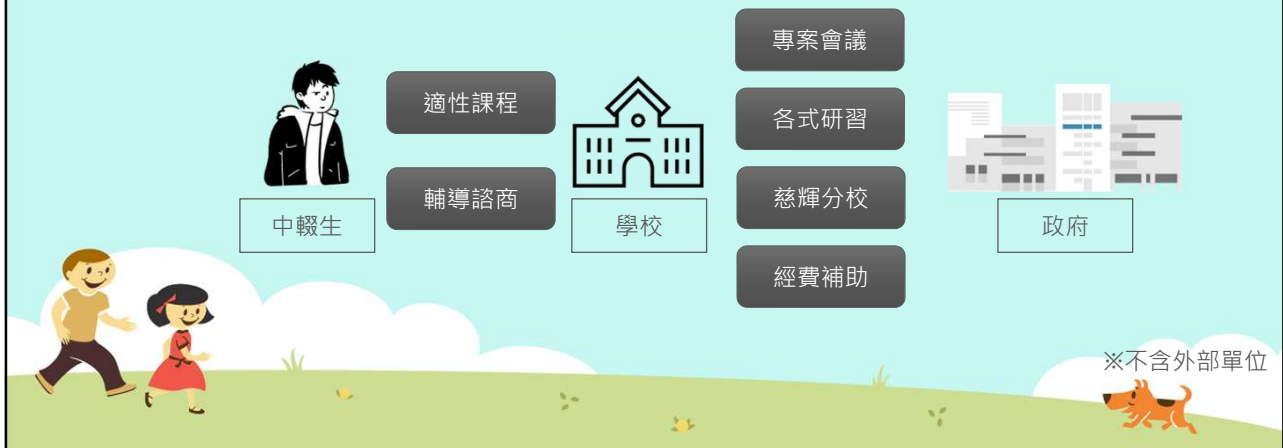 專案會議
適性課程
各式研習
輔導諮商
慈輝分校
中輟生
學校
政府
經費補助
※不含外部單位